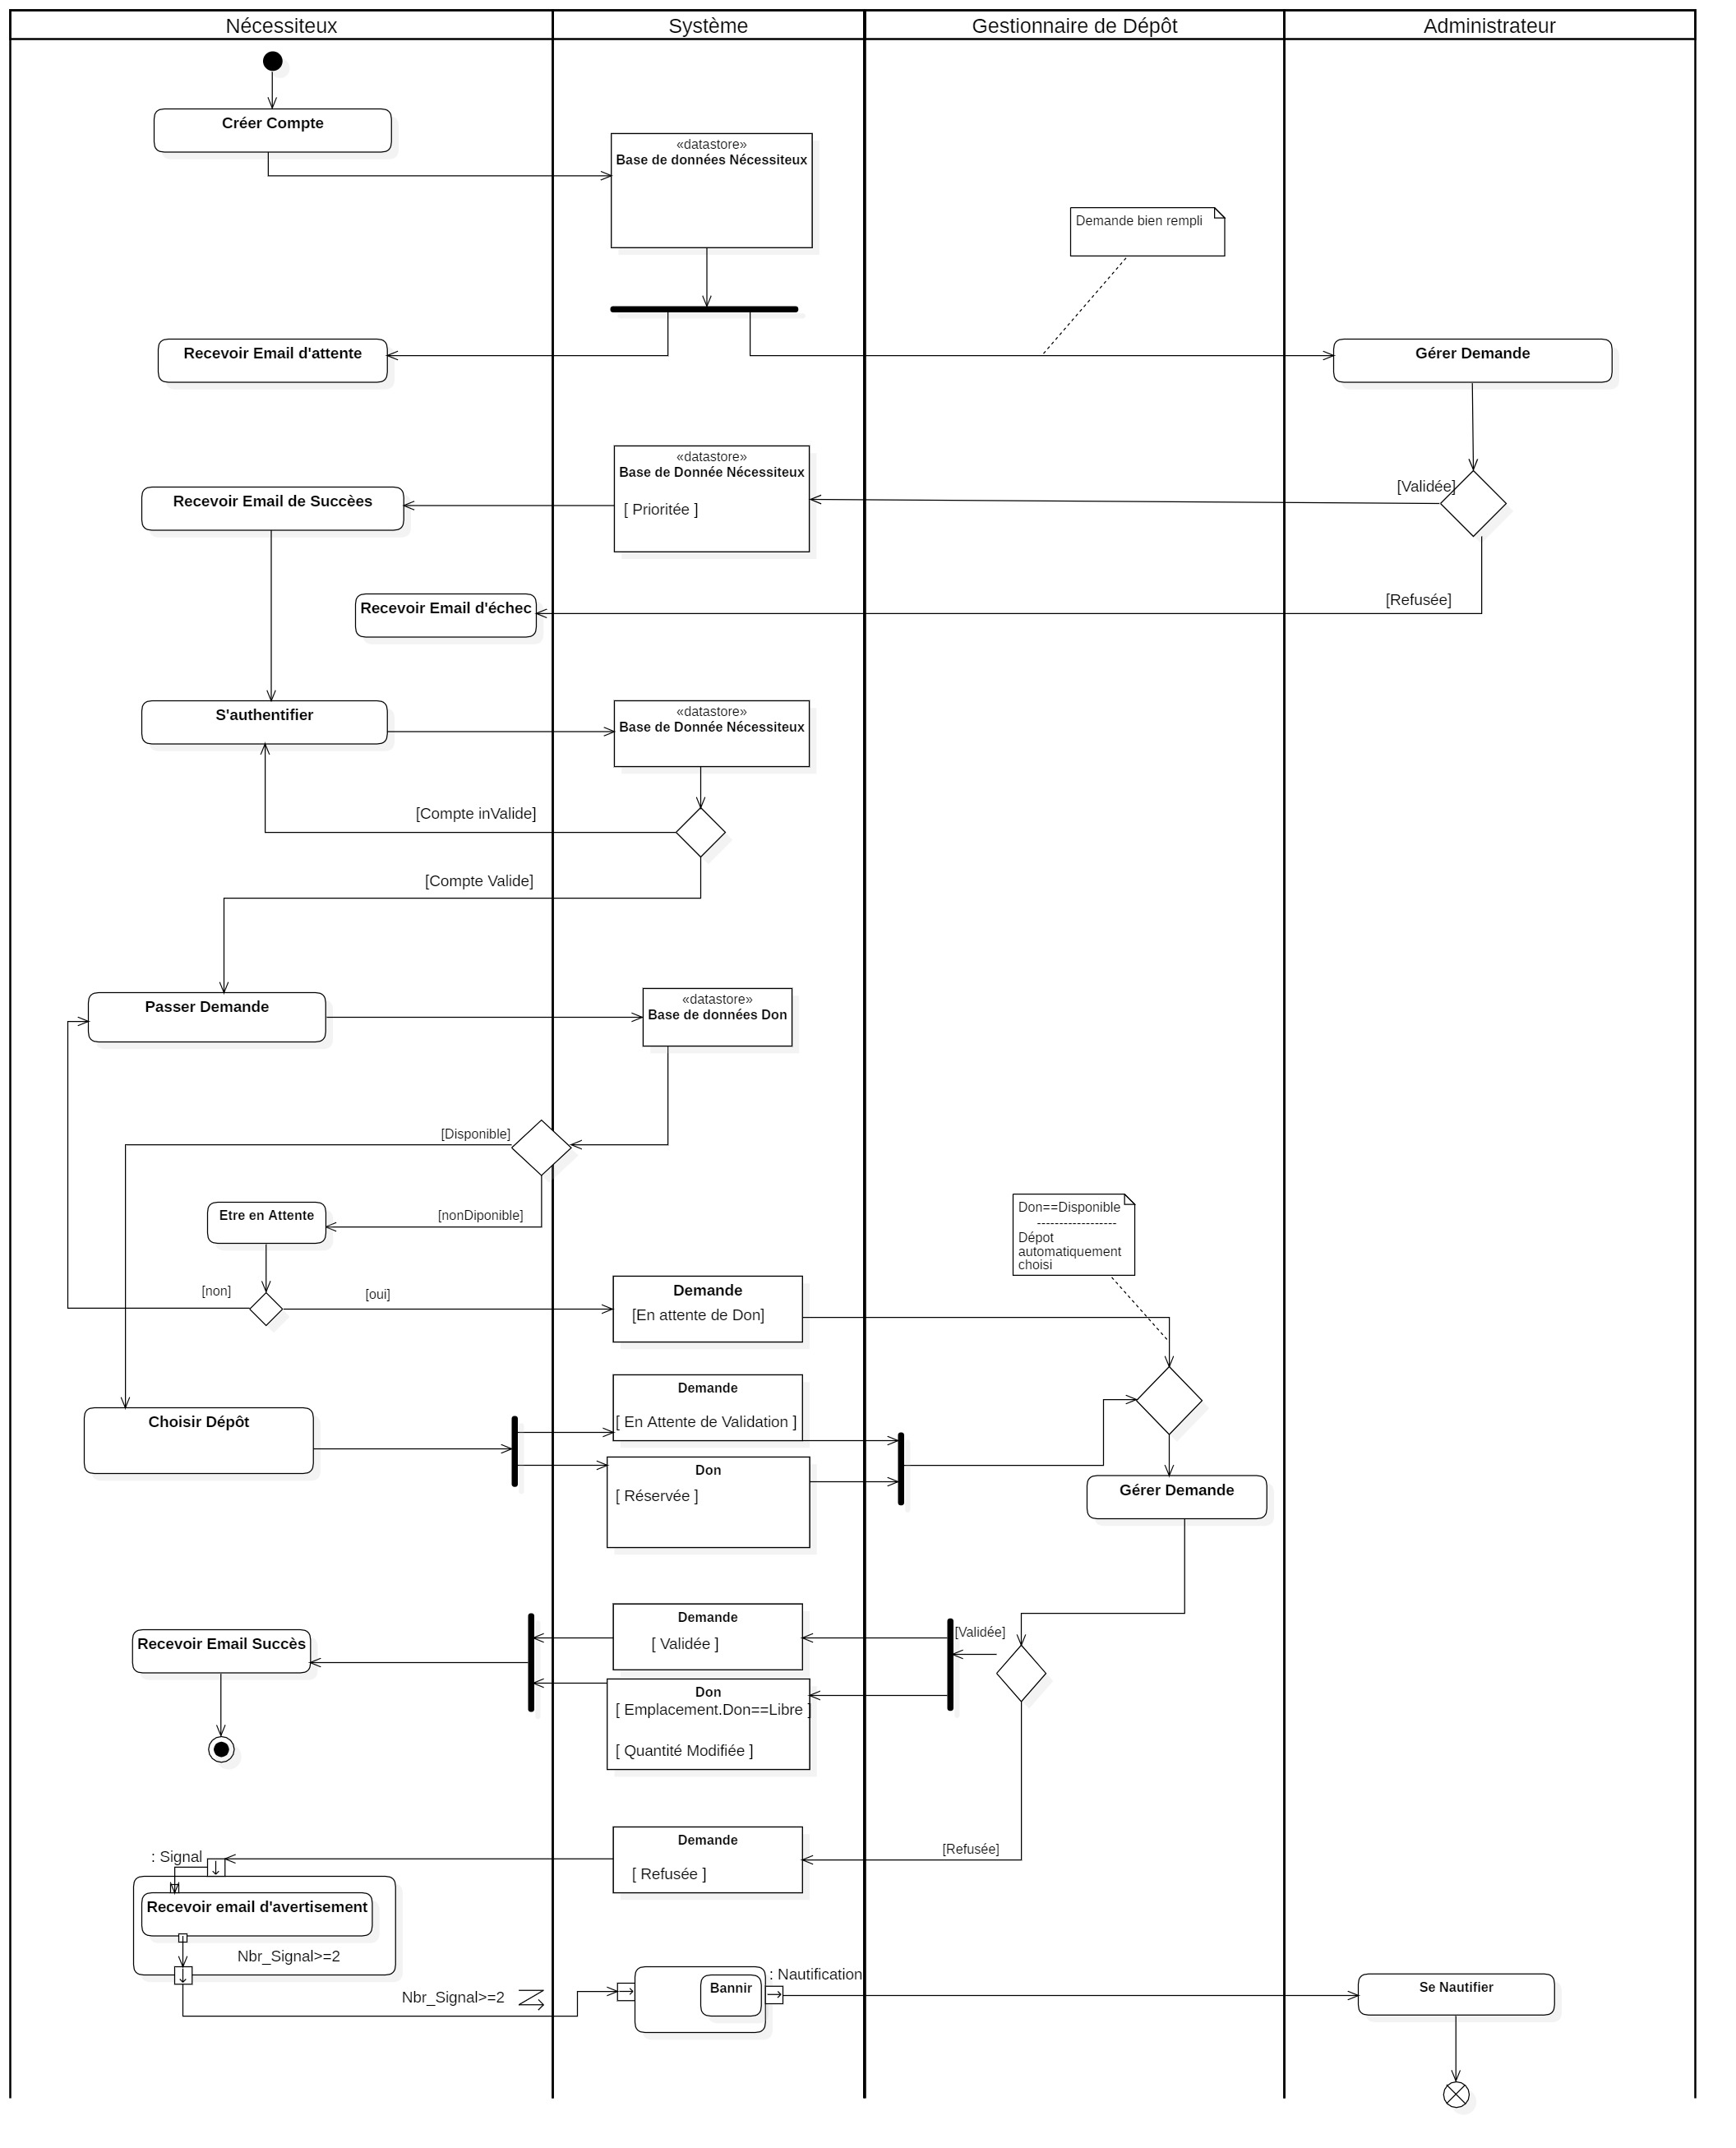 Nécessiteux
Système
Gestionnaire de Dépôt
Administrateur
Créer Compte
«datastore»
Base de données Nécessiteux
Demande bien rempli
Recevoir Email d'attente
Gérer Demande
«datastore»
Base de Donnée Nécessiteux
[ Prioritée ]
[Validée]
Recevoir Email de Succèes
Recevoir Email d'échec
[Refusée]
S'authentifier
«datastore»
Base de Donnée Nécessiteux
[Compte inValide]
[Compte Valide]
Passer Demande
«datastore»
Base de données Don
[Disponible]
Etre en Attente
[nonDiponible]
Don==Disponible
------------------
Dépot
automatiquement
choisi
[non]
[oui]
Demande
[En attente de Don]
Choisir Dépôt
Demande
[ En Attente de Validation ]
Don
[ Réservée ]
Gérer Demande
Recevoir Email Succès
Demande
[ Validée ]
[Validée]
Don
[ Emplacement.Don==Libre ]
[ Quantité Modifiée ]
Demande
[ Refusée ]
[Refusée]
: Signal
Recevoir email d'avertisement
Nbr_Signal>=2
Nbr_Signal>=2
Bannir
: Nautification
Se Nautifier